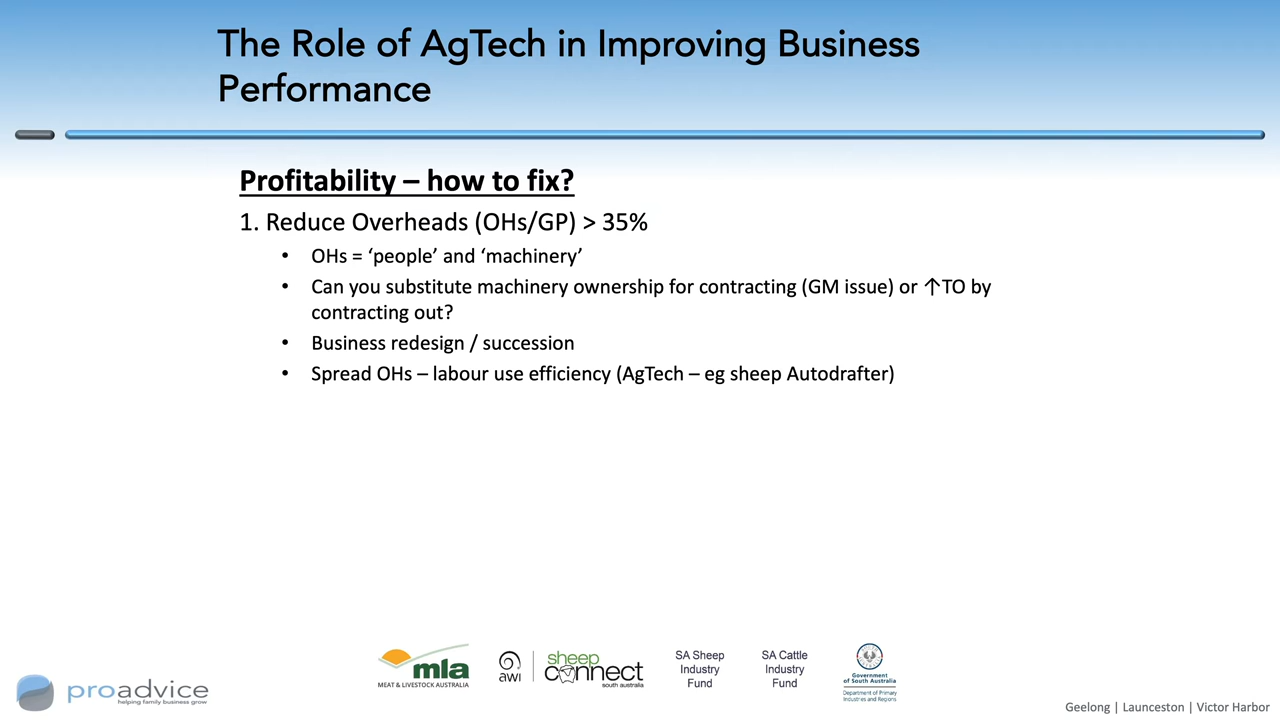 The Role of AgTech in Improving Business
Performance
Profitability – how to fix?
1. Reduce Overheads (OHs/GP) > 35%
• OHs = ‘people’ and ‘machinery’
• Can you substitute machinery ownership for contracting (GM issue) or ↑TO by
contracting out?
• Business redesign / succession
• Spread OHs – labour use efficiency (AgTech – eg sheep Autodrafter)
mla
MEAT & LIVESTOCK AUSTRALIA
awi
sheep
connect
south australia
SA Sheep
Industry
Fund
SA Cattle
Industry
Fund
Government
of South Australia
Department of Primary
Industries and Regions
proadvice
helping family business grow
Geelong | Launceston | Victor Harbor